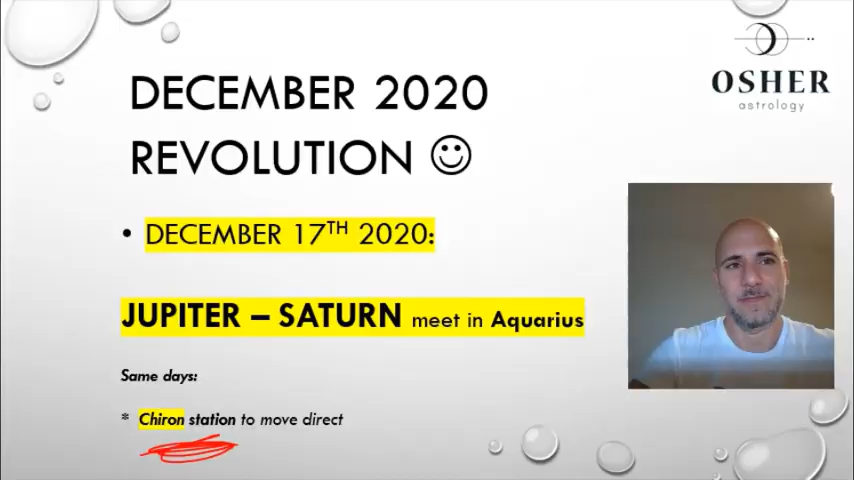 DECEMBER 2020
REVOLUTION ☺
OSHER
astrology
• DECEMBER 17TH 2020:
JUPITER – SATURN meet in Aquarius
Same days:
* Chiron station to move direct